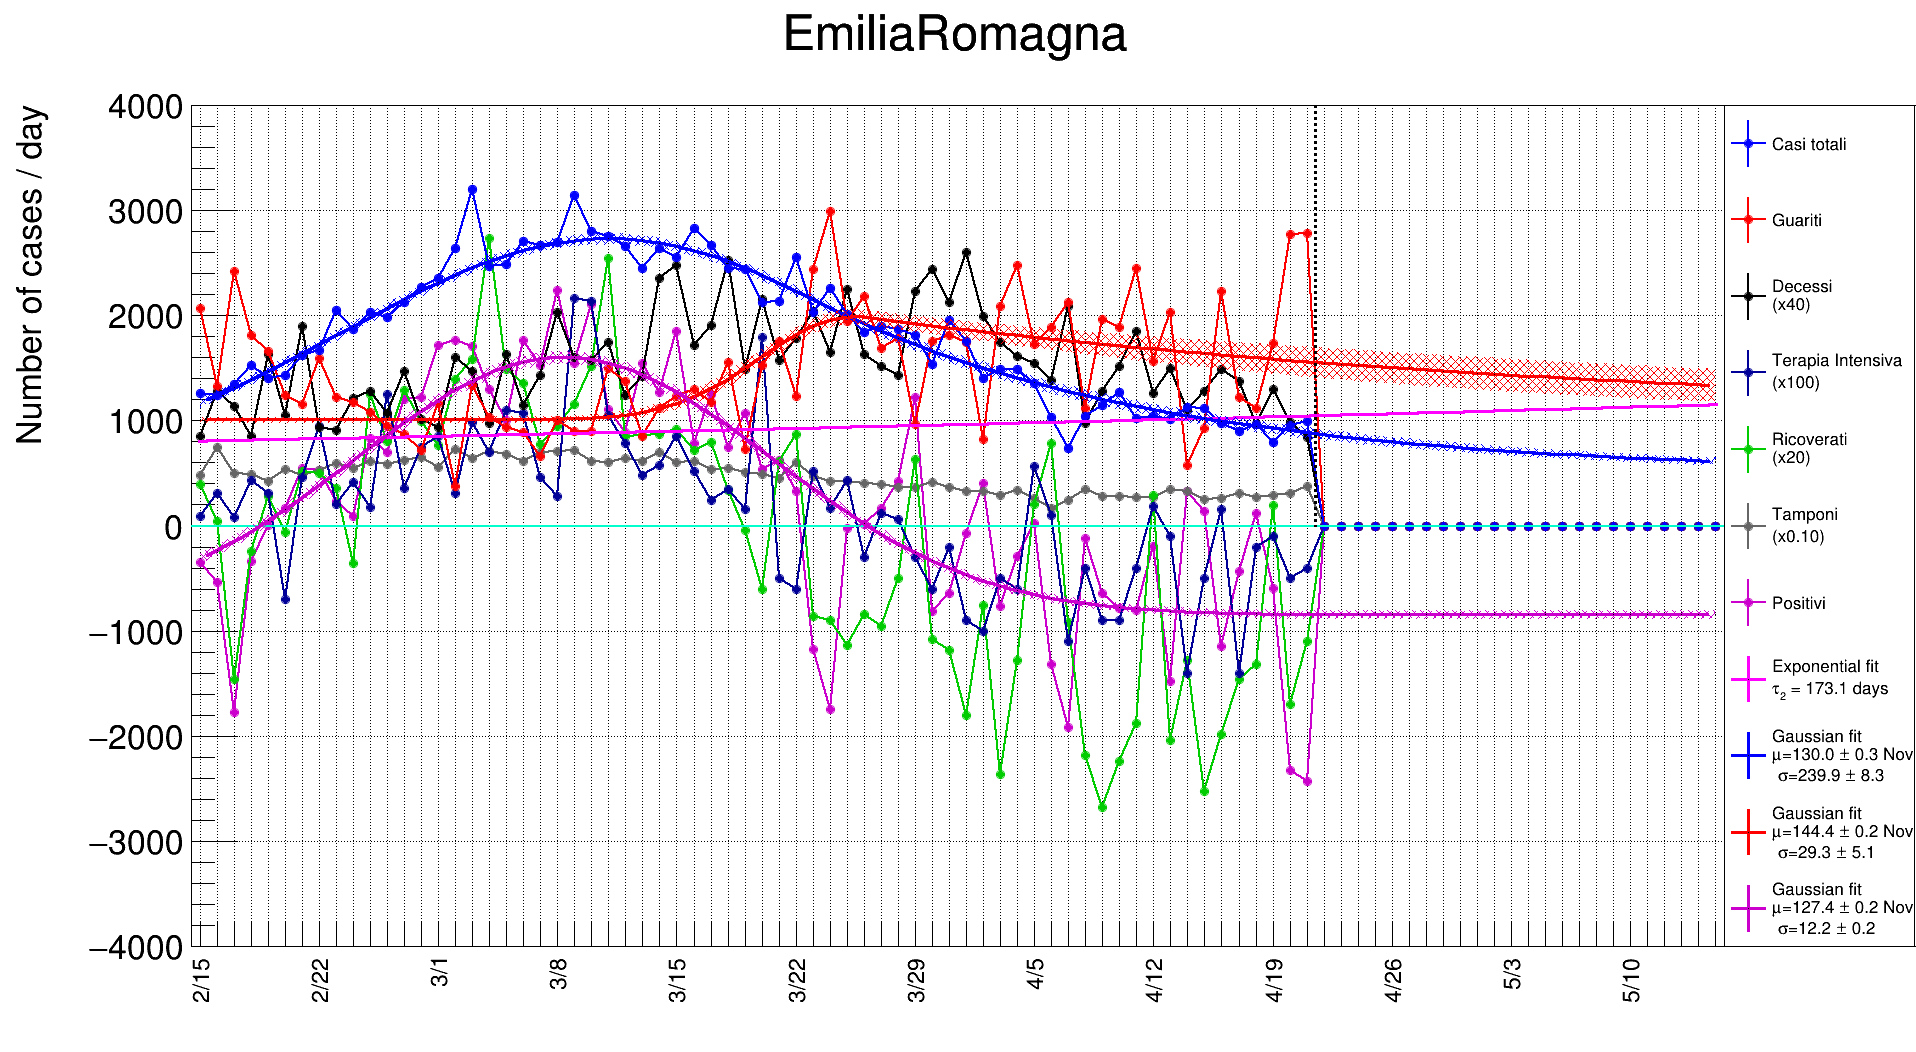 EmiliaRomagna
Number of cases / day
4000
3000
2000
1000
0
−1000
−2000
−3000
−4000
2/15
2/22
3/1
3/8
3/15
3/22
3/29
4/5
4/12
4/19
4/26
5/3
5/10
Casi totali
Guariti
Decessi
(x40)
Terapia Intensiva
(x100)
Ricoverati
(x20)
Tamponi
(x0.10)
Positivi
Exponential fit
τ2 = 173.1 days
Gaussian fit
μ=130.0 ± 0.3 Nov
σ=239.9 ± 8.3
Gaussian fit
μ=144.4 ± 0.2 Nov
σ=29.3 ± 5.1
Gaussian fit
μ=127.4 ± 0.2 Nov
σ=12.2 ± 0.2